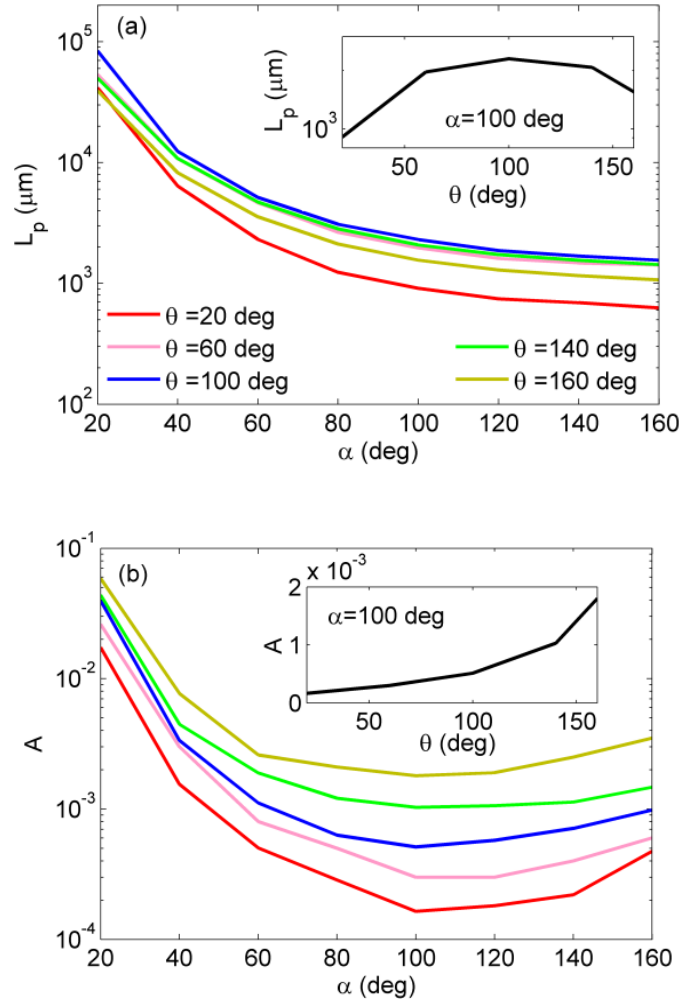 (a)
10^5
10^4
10^3
10^2
L_p (μm)
20 40 60 80 100 120 140 160
α (deg)
θ =20 deg
θ =60 deg
θ =100 deg
θ =140 deg
θ =160 deg
L_p (μm)
10^3
α=100 deg
50 100 150
θ (deg)
(b)
10^-1
10^-2
10^-3
10^-4
A
20 40 60 80 100 120 140 160
α (deg)
x 10^-3
2
1
0
A
α=100 deg
50 100 150
θ (deg)